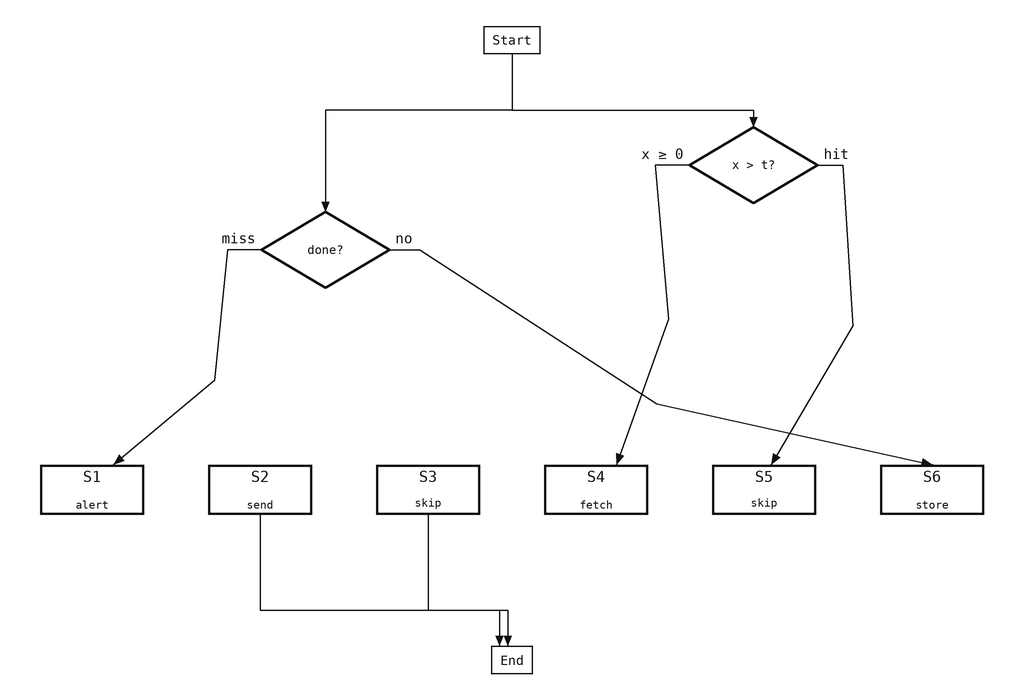 Start
x ≥ 0
x > t?
hit
miss
done?
no
S1
alert
S2
send
S3
skip
S4
fetch
S5
skip
S6
store
End